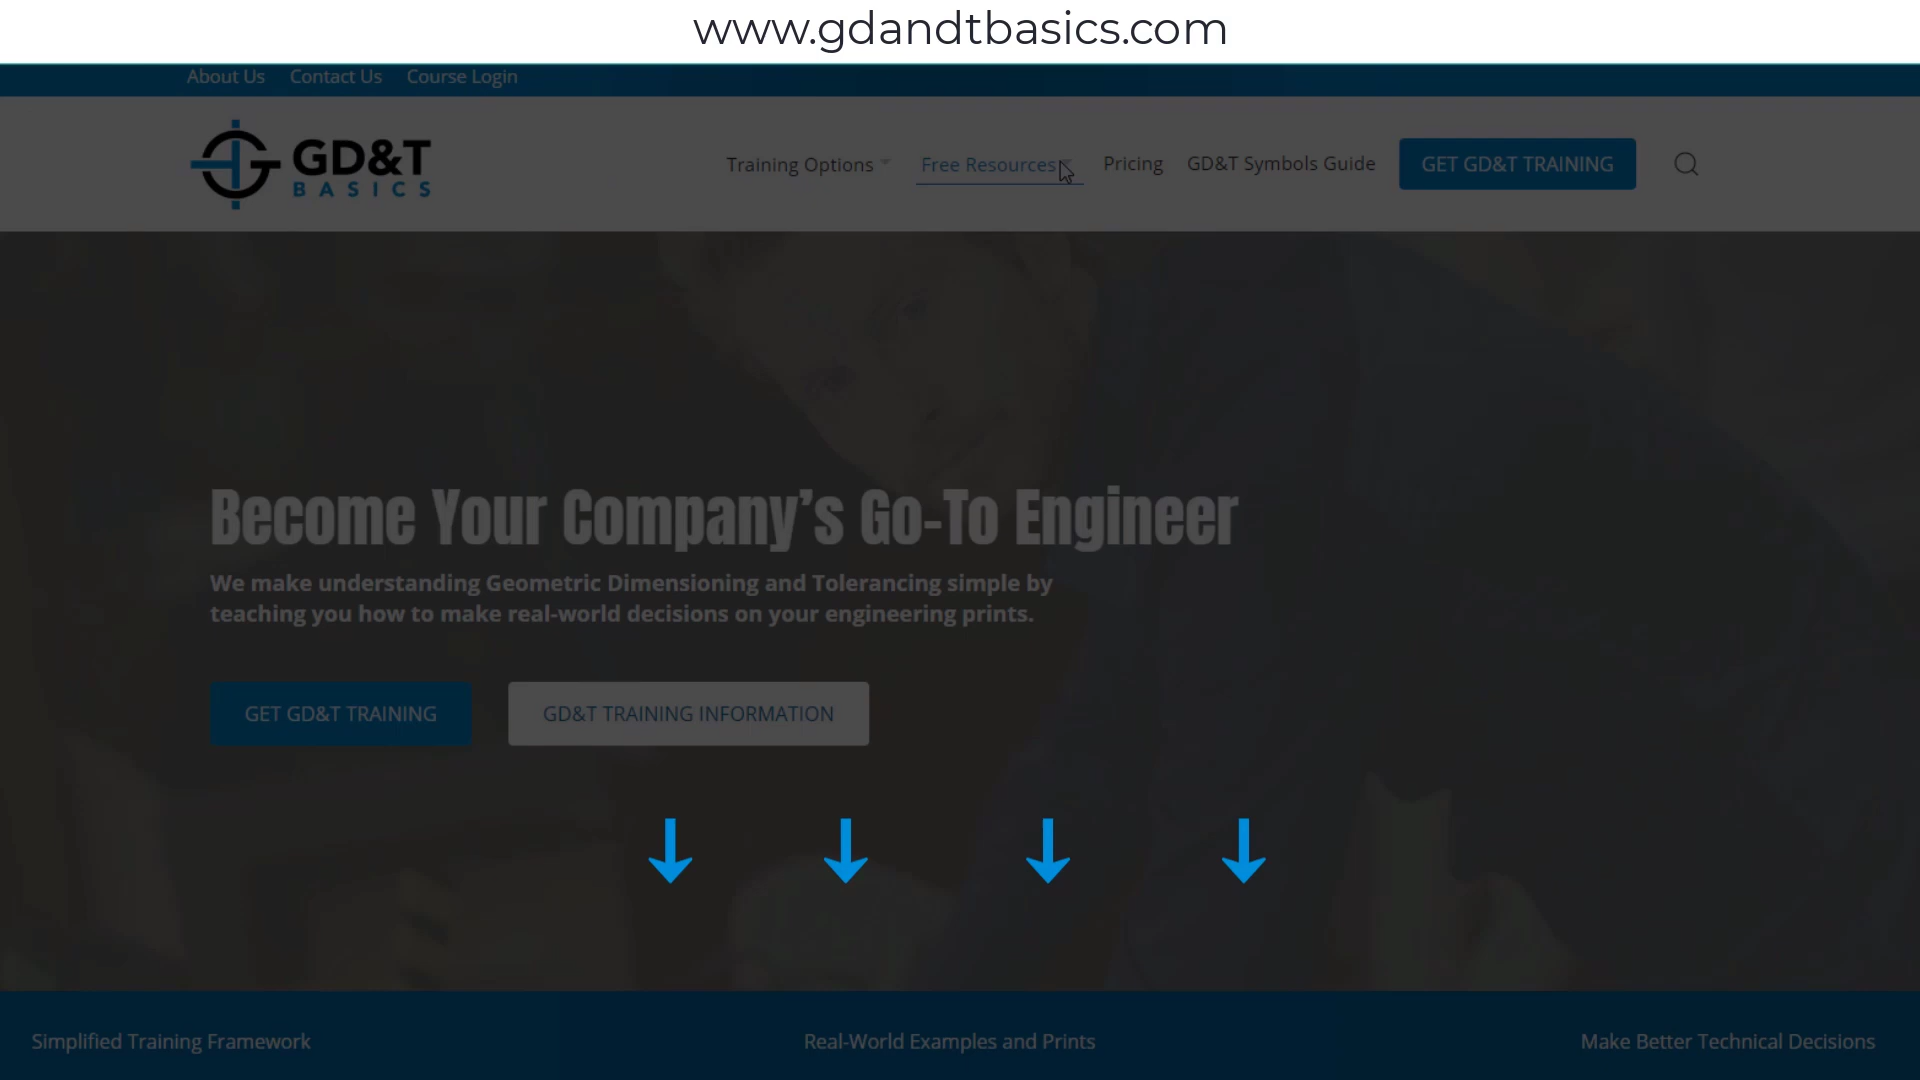 www.gdandtbasics.com
About Us Contact Us Course Login
GD&T
BASICS
Training Options Free Resources Pricing GD&T Symbols Guide GET GD&T TRAINING
Become Your Company’s Go-To Engineer
We make understanding Geometric Dimensioning and Tolerancing simple by
teaching you how to make real-world decisions on your engineering prints.
GET GD&T TRAINING GD&T TRAINING INFORMATION
Simplified Training Framework Real-World Examples and Prints Make Better Technical Decisions